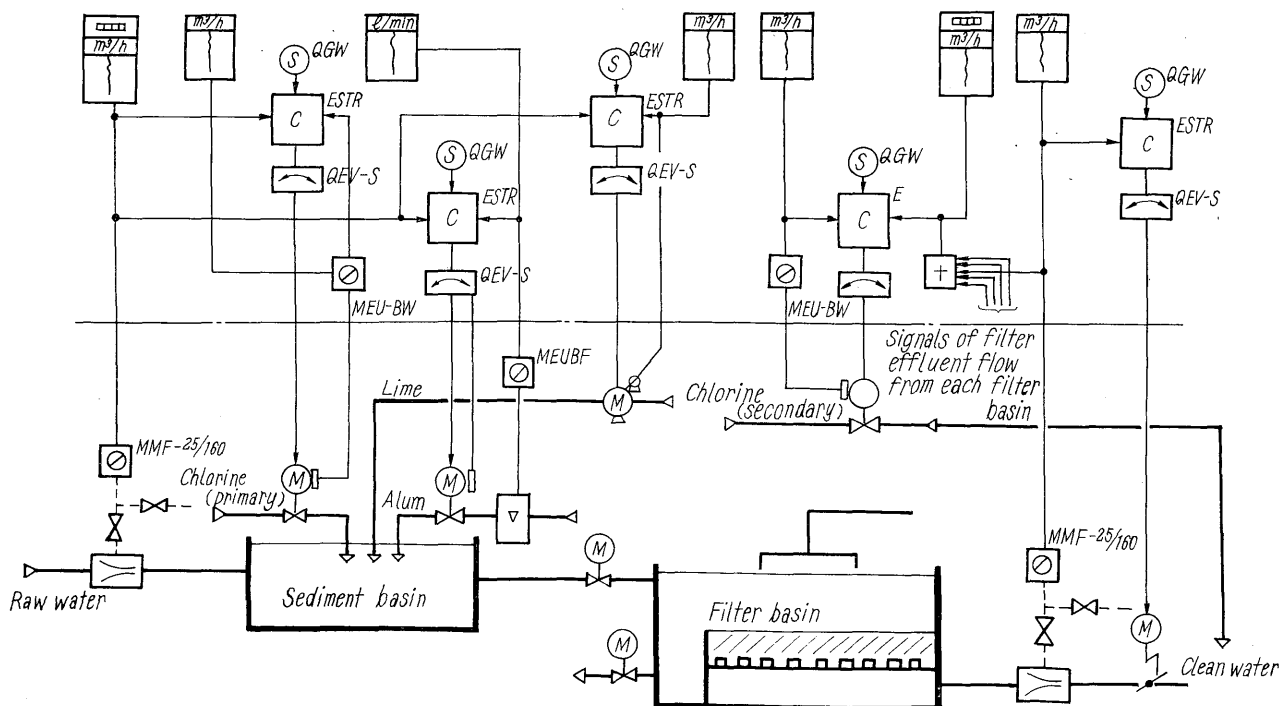 m³/h
m³/h
l/min
m³/h
m³/h
m³/h
m³/h
S
QGW
S
QGW
S
QGW
C
ESTR
C
ESTR
C
ESTR
S
QGW
S
QGW
QEV-S
QEV-S
QEV-S
C
ESTR
C
E
QEV-S
+
MEU-BW
MEU-BW
MEUBF
Signals of filter
effluent flow
from each filter
basin
Lime
M
Chlorine
(secondary)
MMF-25/160
Chlorine
(primary)
M
M
Alum
M
MMF-25/160
Raw water
Sediment basin
Filter basin
M
M
Clean water